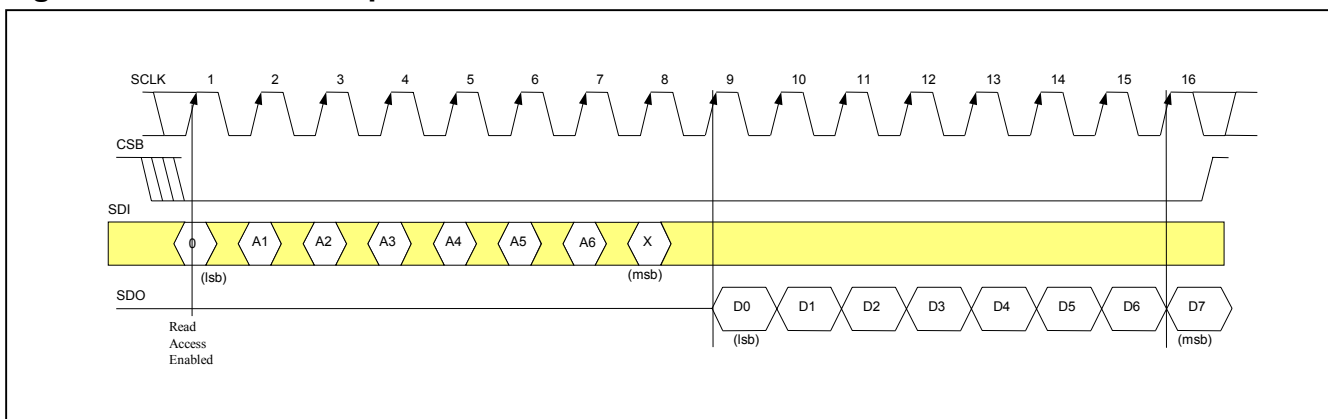 SCLK 1 2 3 4 5 6 7 8 9 10 11 12 13 14 15 16
CSB
SDI
0 A1 A2 A3 A4 A5 A6 X
(lsb) (msb)
SDO
D0 D1 D2 D3 D4 D5 D6 D7
(lsb) (msb)
Read
Access
Enabled